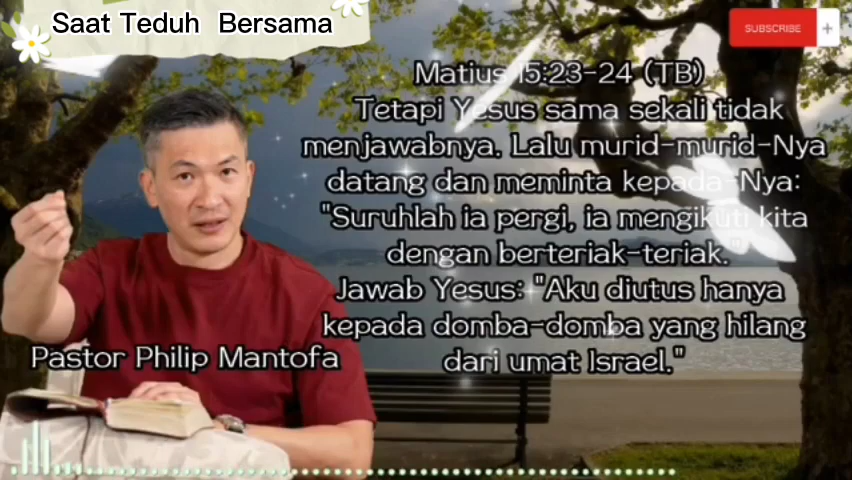 Saat Teduh Bersama
SUBSCRIBE
Matius 15:23-24 (TB)
Tetapi Yesus sama sekali tidak
menjawabnya. Lalu murid-murid-Nya
datang dan meminta kepada-Nya:
"Suruhlah ia pergi, ia mengikuti kita
dengan berteriak-teriak."
Jawab Yesus: "Aku diutus hanya
kepada domba-domba yang hilang
dari umat Israel."
Pastor Philip Mantofa